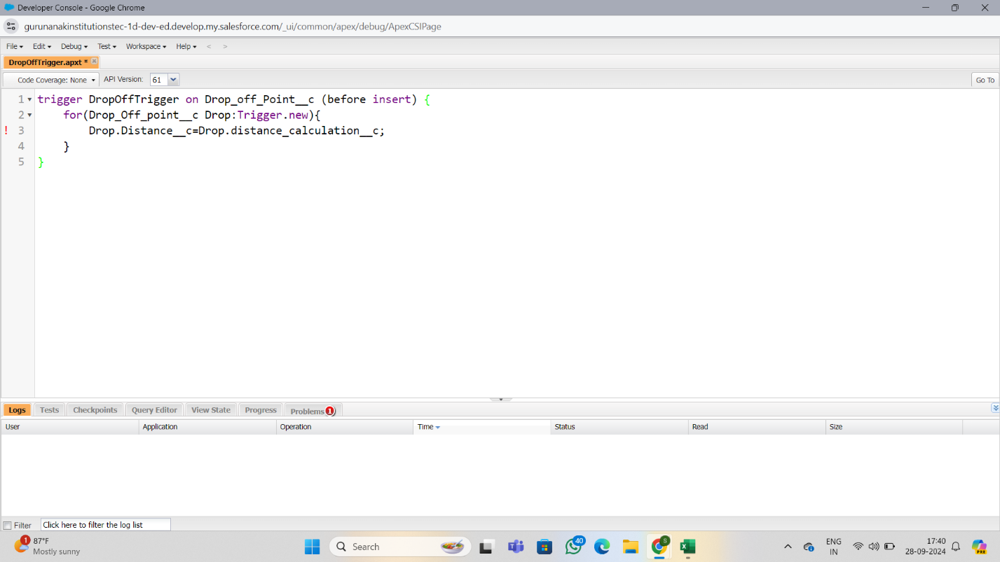 Developer Console - Google Chrome
gurunanakinstitutionstec-1d-dev-ed.develop.my.salesforce.com/_ui/common/apex/debug/ApexCSIPage
File Edit Debug Test Workspace Help < >
DropOffTrigger.apxt *
Code Coverage: None API Version: 61 Go To
1 trigger DropOffTrigger on Drop_off_Point__c (before insert) {
2 for(Drop_Off_point__c Drop:Trigger.new){
! 3 Drop.Distance__c=Drop.distance_calculation__c;
4 }
5 }
Logs Tests Checkpoints Query Editor View State Progress Problems 1
User Application Operation Time Status Read Size
Filter Click here to filter the log list
1 87°F
Mostly sunny
Search
40
S
ENG
IN
17:40
28-09-2024
PRE